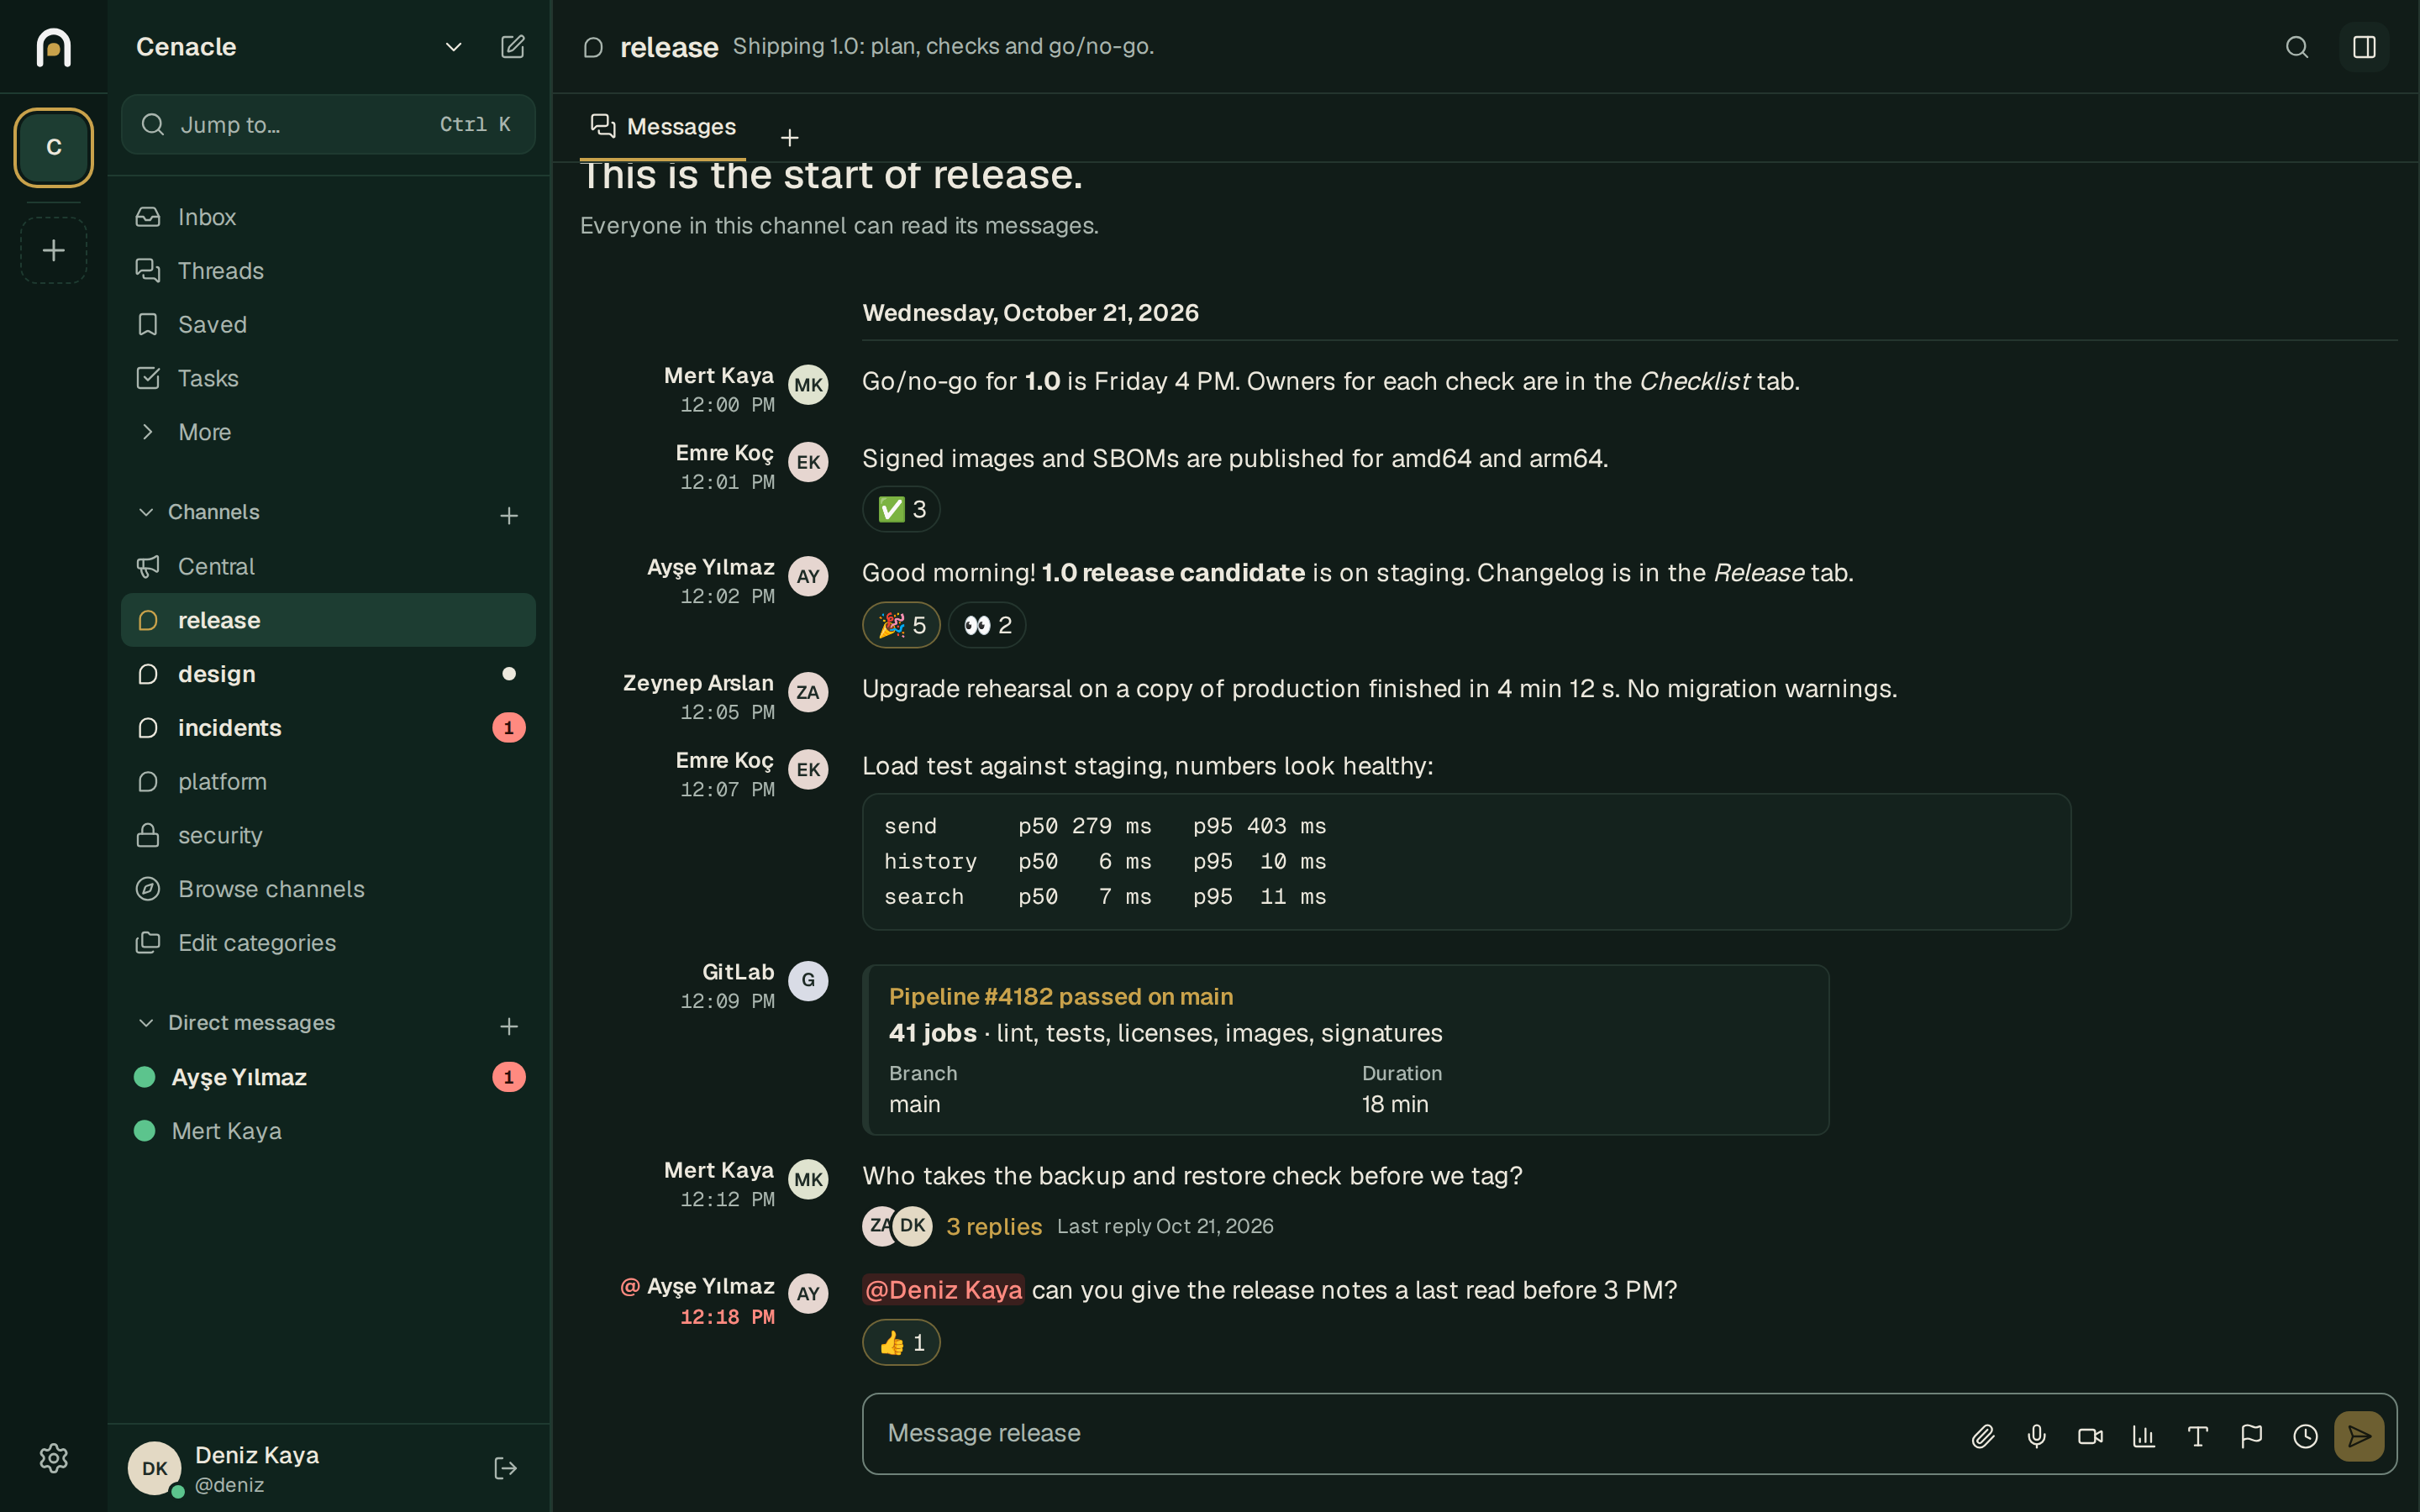 Cenacle
C
Jump to…
Ctrl K
Inbox
Threads
Saved
Tasks
More
Channels
Central
release
design
incidents
1
platform
security
Browse channels
Edit categories
Direct messages
Ayşe Yılmaz
1
Mert Kaya
DK
Deniz Kaya
@deniz
release Shipping 1.0: plan, checks and go/no-go.
Messages
This is the start of release.
Everyone in this channel can read its messages.
Wednesday, October 21, 2026
Mert Kaya MK Go/no-go for 1.0 is Friday 4 PM. Owners for each check are in the Checklist tab.
12:00 PM
Emre Koç EK Signed images and SBOMs are published for amd64 and arm64.
12:01 PM
✅ 3
Ayşe Yılmaz AY Good morning! 1.0 release candidate is on staging. Changelog is in the Release tab.
12:02 PM
🎉 5 👀 2
Zeynep Arslan ZA Upgrade rehearsal on a copy of production finished in 4 min 12 s. No migration warnings.
12:05 PM
Emre Koç EK Load test against staging, numbers look healthy:
12:07 PM
send p50 279 ms p95 403 ms
history p50 6 ms p95 10 ms
search p50 7 ms p95 11 ms
GitLab G
12:09 PM
Pipeline #4182 passed on main
41 jobs · lint, tests, licenses, images, signatures
Branch Duration
main 18 min
Mert Kaya MK Who takes the backup and restore check before we tag?
12:12 PM
ZA DK 3 replies Last reply Oct 21, 2026
@ Ayşe Yılmaz AY @Deniz Kaya can you give the release notes a last read before 3 PM?
12:18 PM
👍 1
Message release